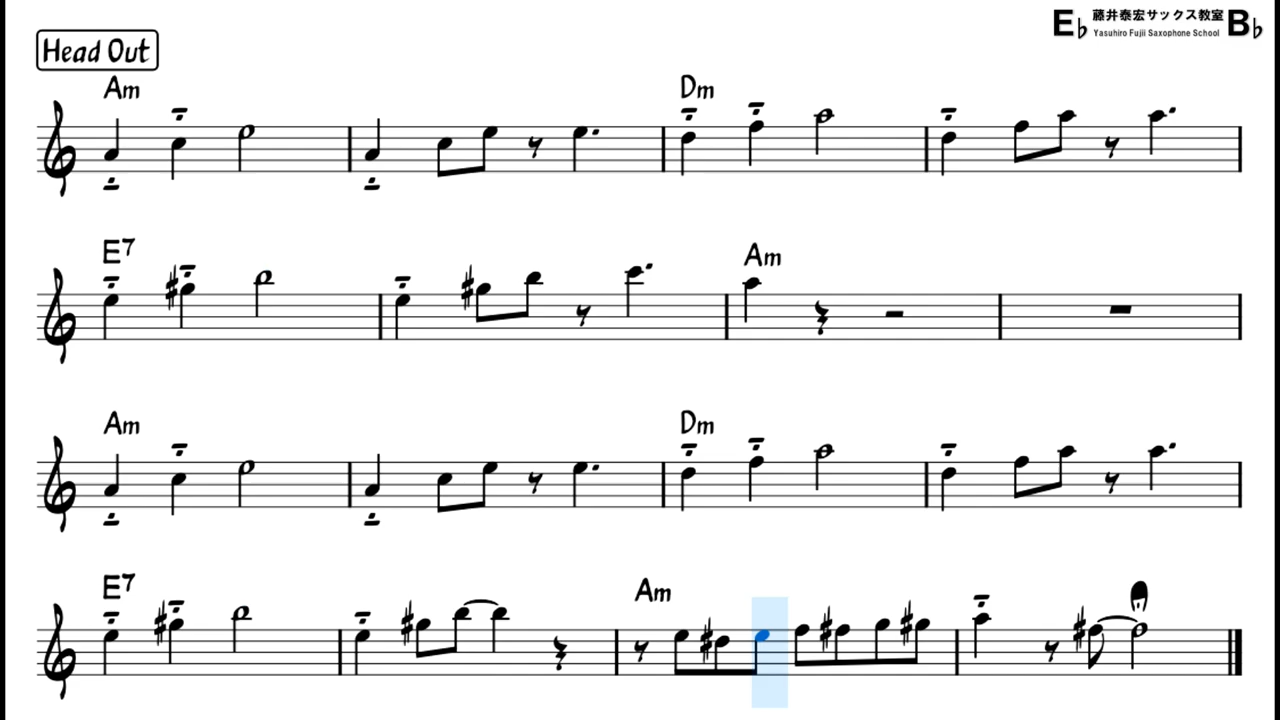 E♭ 藤井泰宏サックス教室 B♭
Yasuhiro Fujii Saxophone School
Head Out
Am Dm
E7 Am
Am Dm
E7 Am